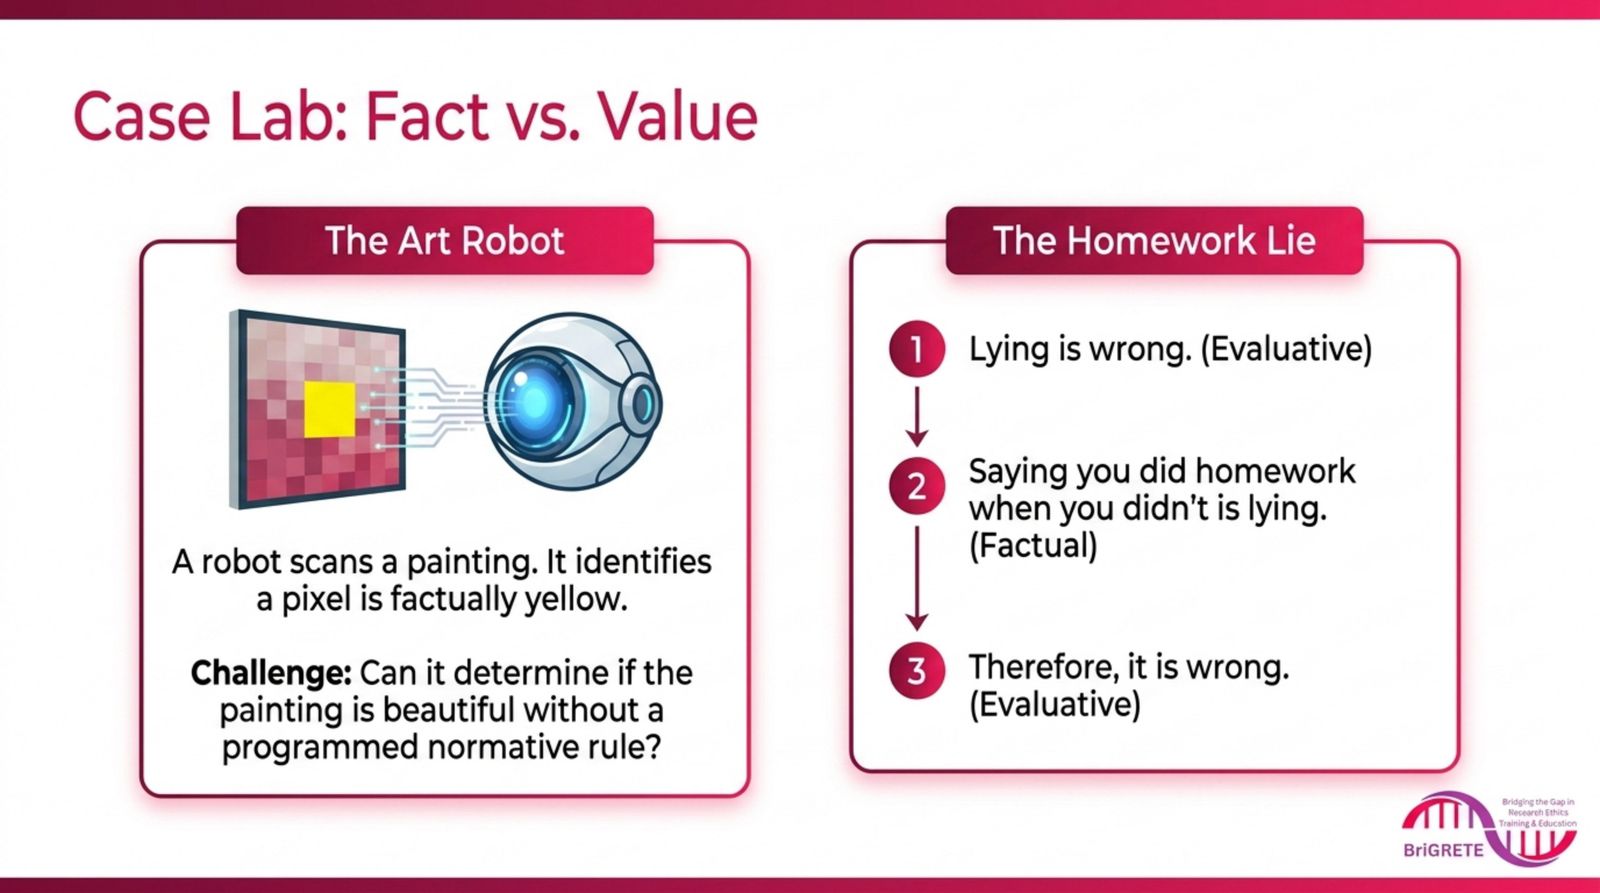 Case Lab: Fact vs. Value
The Art Robot
A robot scans a painting. It identifies
a pixel is factually yellow.
Challenge: Can it determine if the
painting is beautiful without a
programmed normative rule?
The Homework Lie
1 Lying is wrong. (Evaluative)
2 Saying you did homework
when you didn't is lying.
(Factual)
3 Therefore, it is wrong.
(Evaluative)
Bridging the Gap in
Research Ethics
Training & Education
BriGRETE